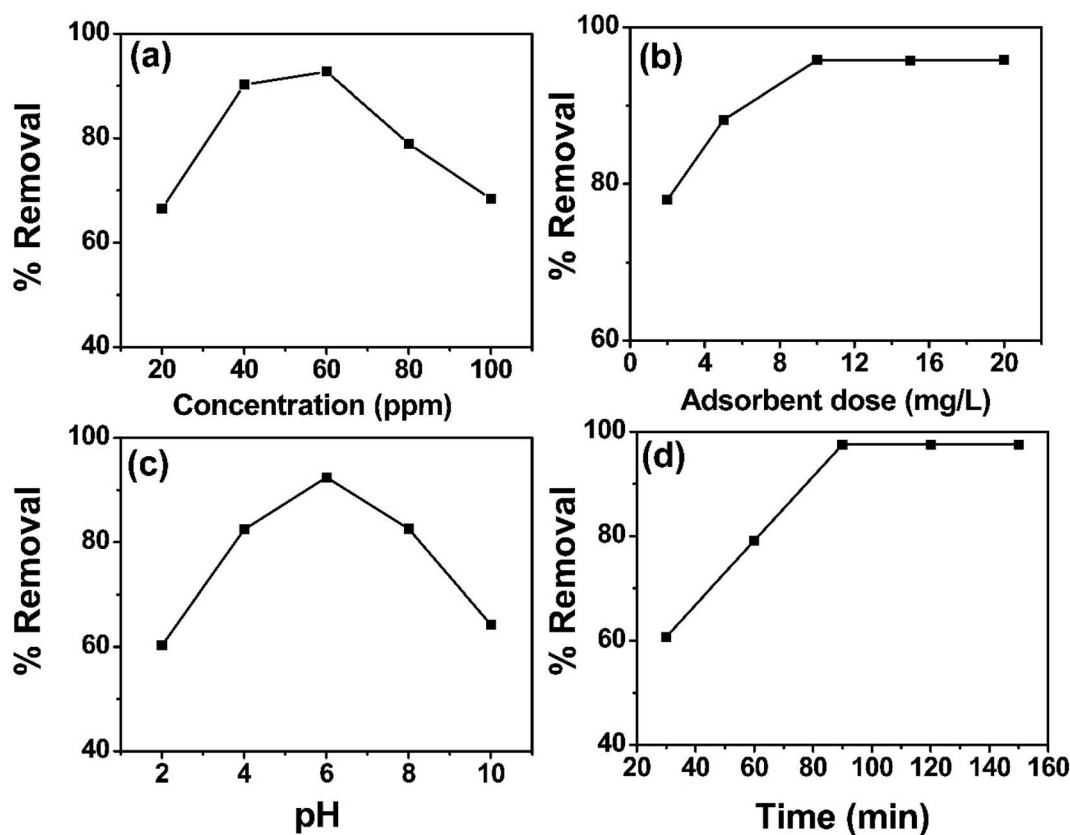 (a)
% Removal
100
80
60
40
20 40 60 80 100
Concentration (ppm)
(b)
% Removal
100
80
60
0 4 8 12 16 20
Adsorbent dose (mg/L)
(c)
% Removal
100
80
60
40
2 4 6 8 10
pH
(d)
% Removal
100
80
60
40
20 40 60 80 100 120 140 160
Time (min)